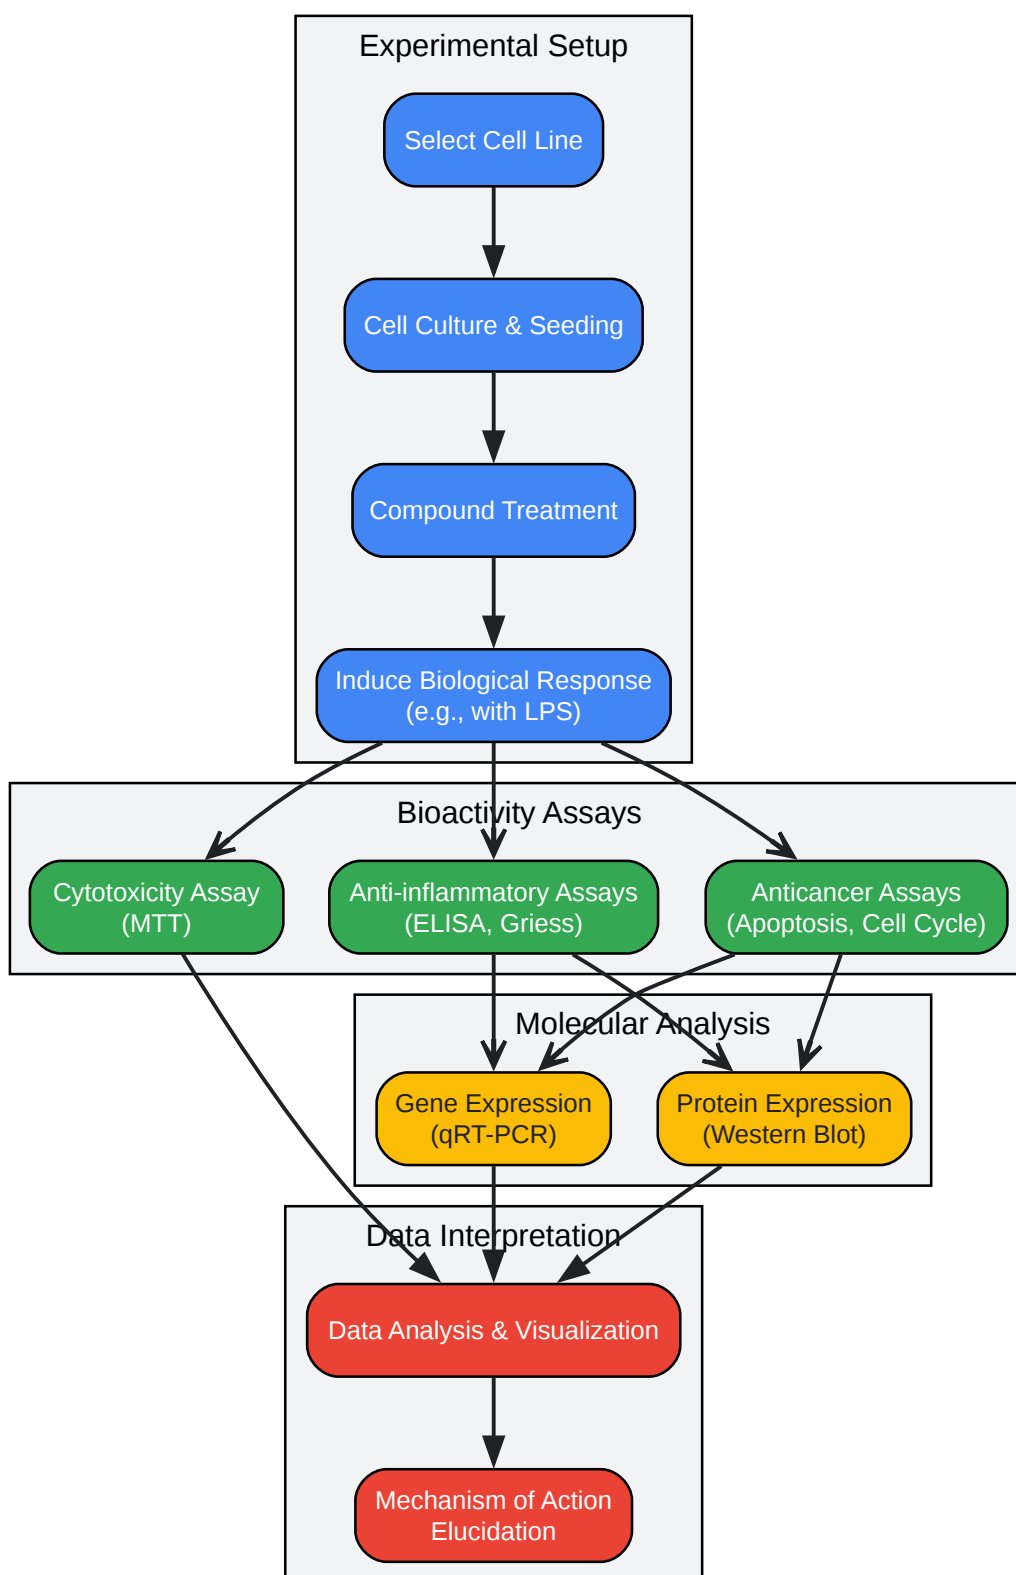 Experimental Setup
Select Cell Line
Cell Culture & Seeding
Compound Treatment
Induce Biological Response
(e.g., with LPS)
Bioactivity Assays
Cytotoxicity Assay
(MTT)
Anti-inflammatory Assays
(ELISA, Griess)
Anticancer Assays
(Apoptosis, Cell Cycle)
Molecular Analysis
Gene Expression
(qRT-PCR)
Protein Expression
(Western Blot)
Data Interpretation
Data Analysis & Visualization
Mechanism of Action
Elucidation